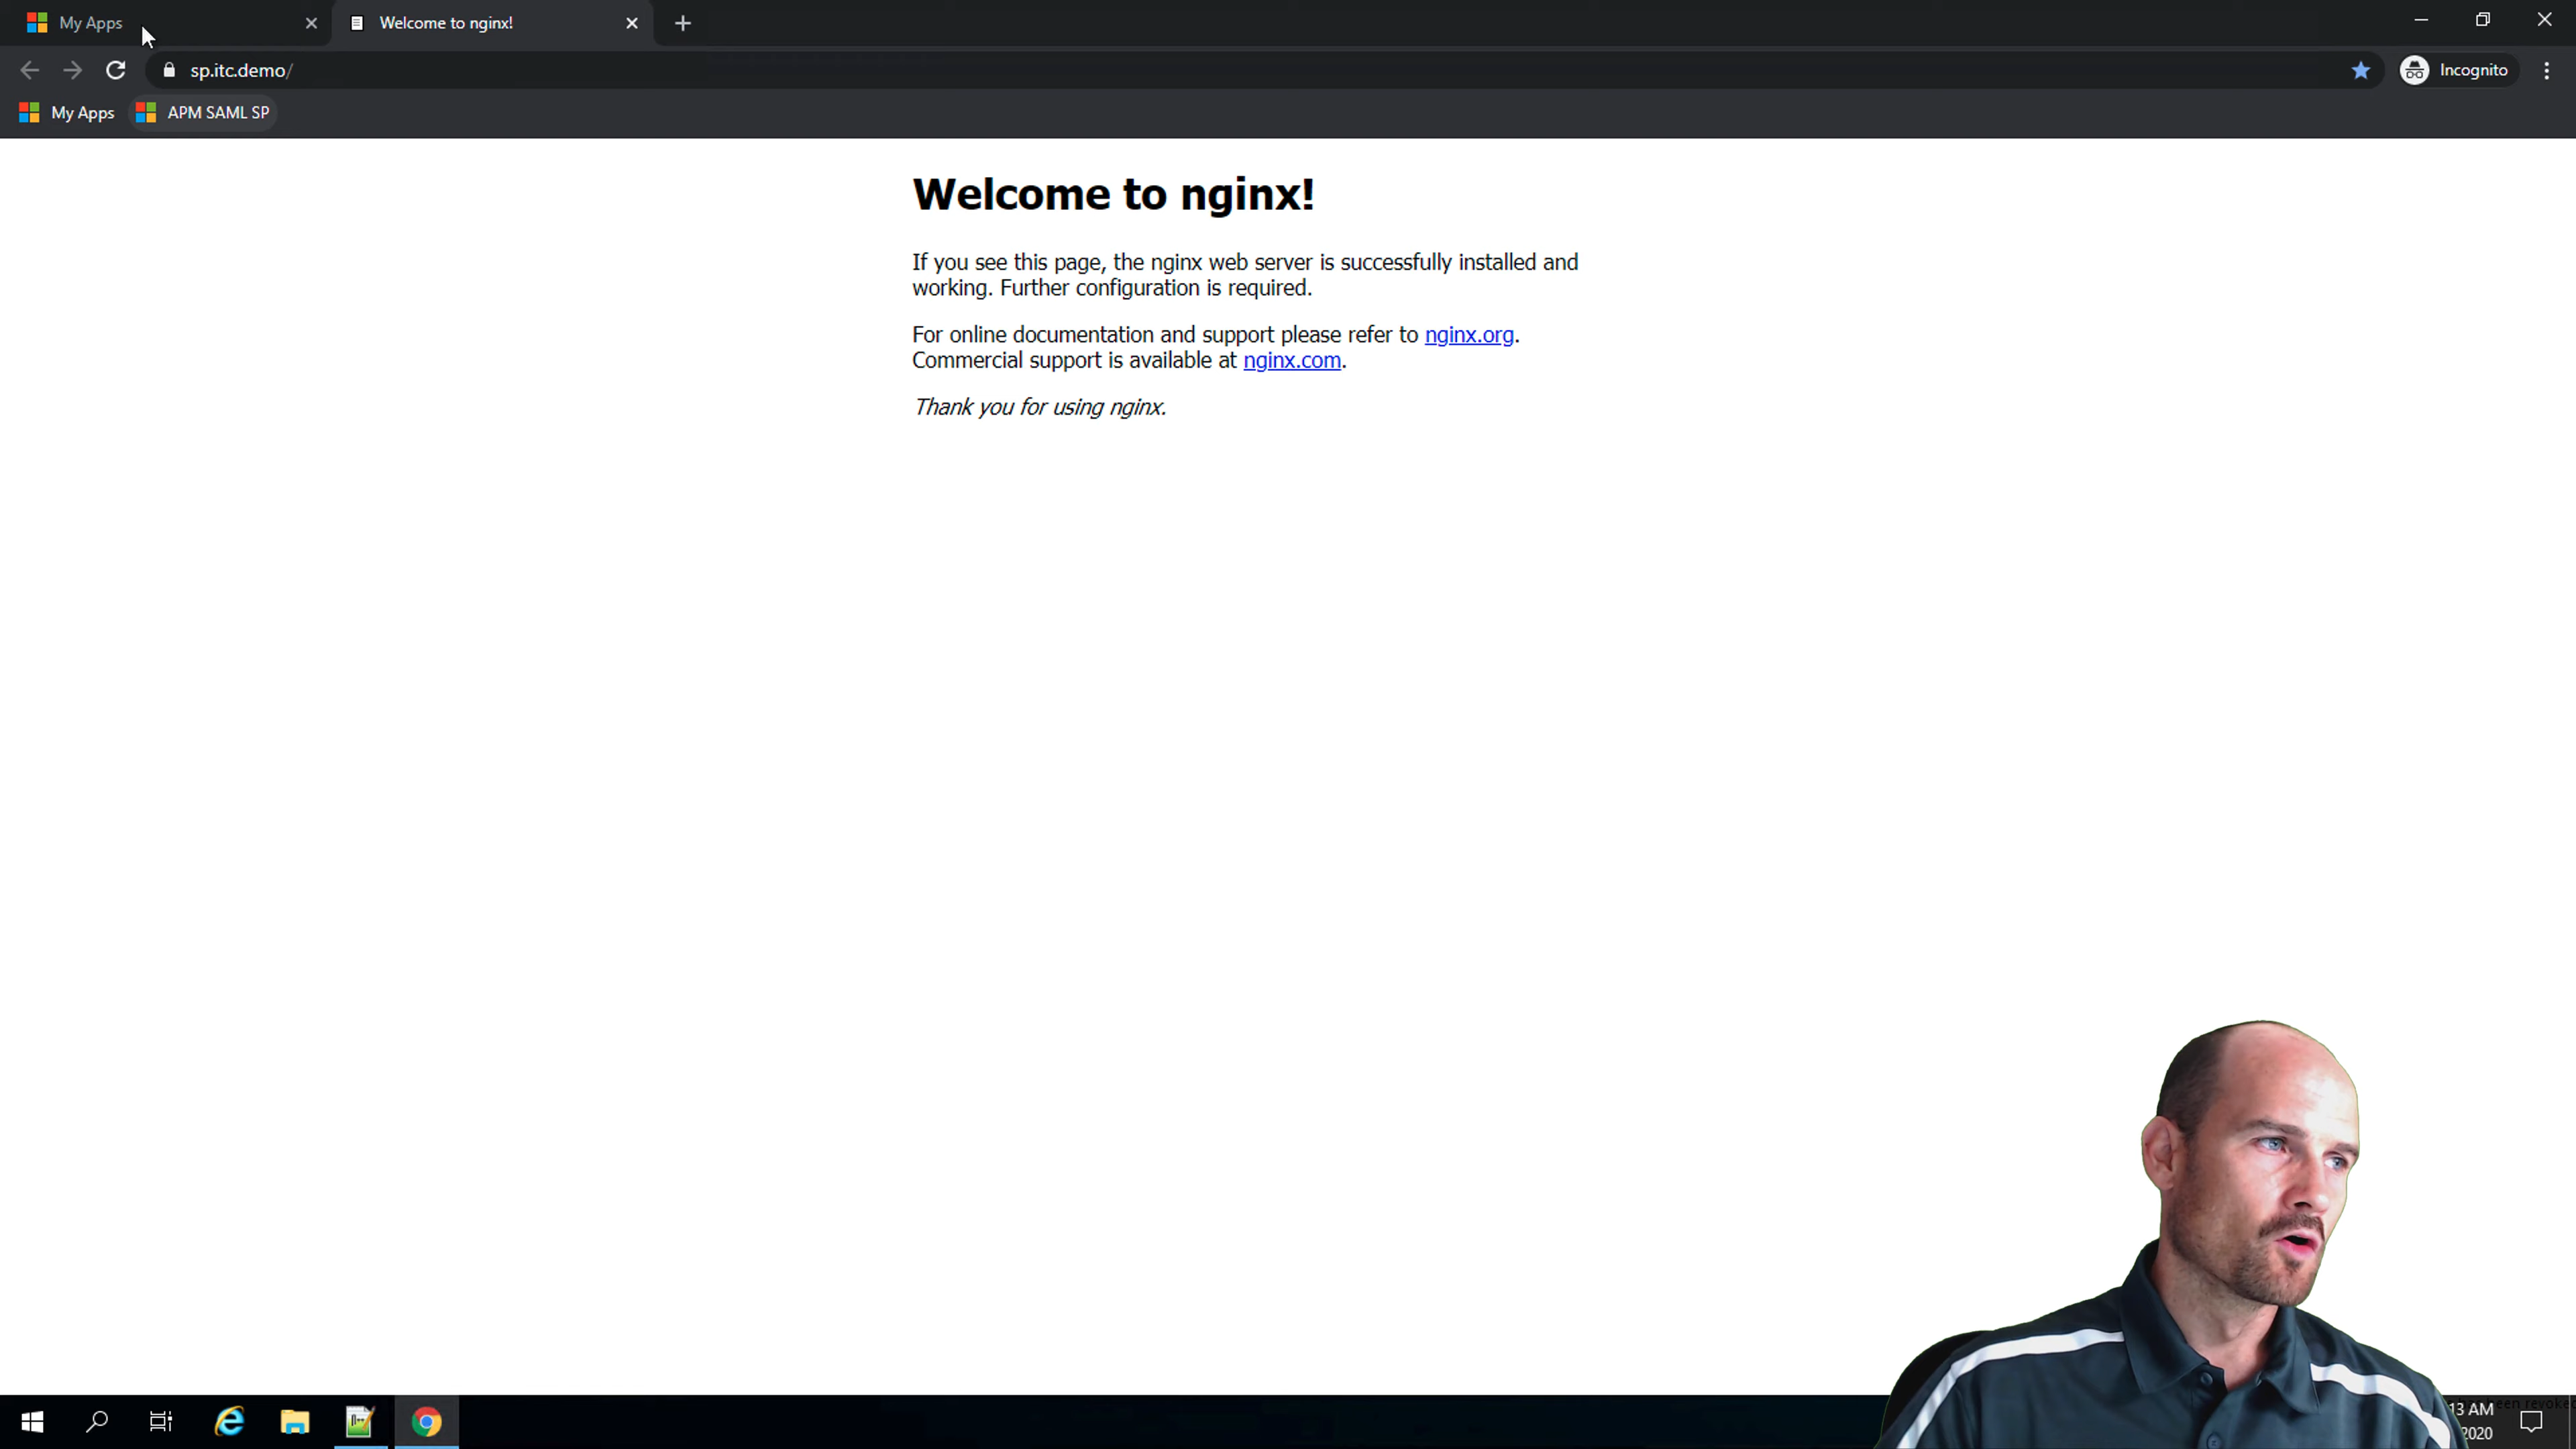 My Apps
Welcome to nginx!
sp.itc.demo/
Incognito
My Apps
APM SAML SP
Welcome to nginx!
If you see this page, the nginx web server is successfully installed and
working. Further configuration is required.
For online documentation and support please refer to nginx.org.
Commercial support is available at nginx.com.
Thank you for using nginx.
13 AM
2020